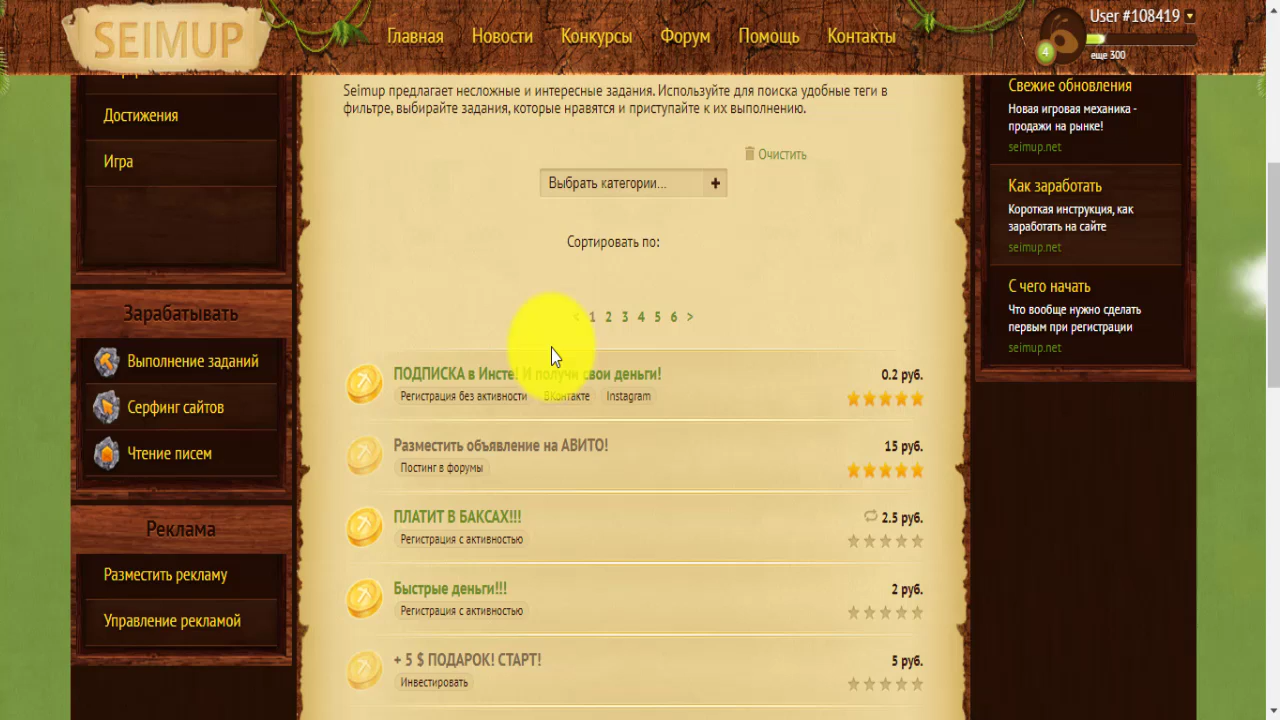 SEIMUP
Главная
Новости
Конкурсы
Форум
Помощь
Контакты
User #108419
4
еще 300
Достижения
Игра
Зарабатывать
Выполнение заданий
Серфинг сайтов
Чтение писем
Реклама
Разместить рекламу
Управление рекламой
Seimup предлагает несложные и интересные задания. Используйте для поиска удобные теги в
фильтре, выбирайте задания, которые нравятся и приступайте к их выполнению.
Очистить
Выбрать категории... +
Сортировать по:
< 1 2 3 4 5 6 >
ПОДПИСКА в Инсте! И получи свои деньги!
0.2 руб.
Регистрация без активности ВКонтакте Instagram
Разместить объявление на АВИТО!
15 руб.
Постинг в форумы
ПЛАТИТ В БАКСАХ!!!
2.5 руб.
Регистрация с активностью
Быстрые деньги!!!
2 руб.
Регистрация с активностью
+ 5 $ ПОДАРОК! СТАРТ!
5 руб.
Инвестировать
Свежие обновления
Новая игровая механика -
продажи на рынке!
seimup.net
Как заработать
Короткая инструкция, как
заработать на сайте
seimup.net
С чего начать
Что вообще нужно сделать
первым при регистрации
seimup.net